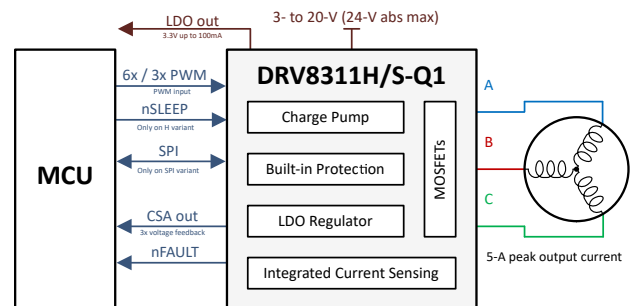 LDO out
3.3V up to 100mA
3- to 20-V (24-V abs max)
MCU
6x / 3x PWM
PWM input
nSLEEP
Only on H variant
SPI
Only on SPI variant
CSA out
3x voltage feedback
nFAULT
DRV8311H/S-Q1
Charge Pump
Built-in Protection
LDO Regulator
Integrated Current Sensing
MOSFETs
A
B
C
5-A peak output current